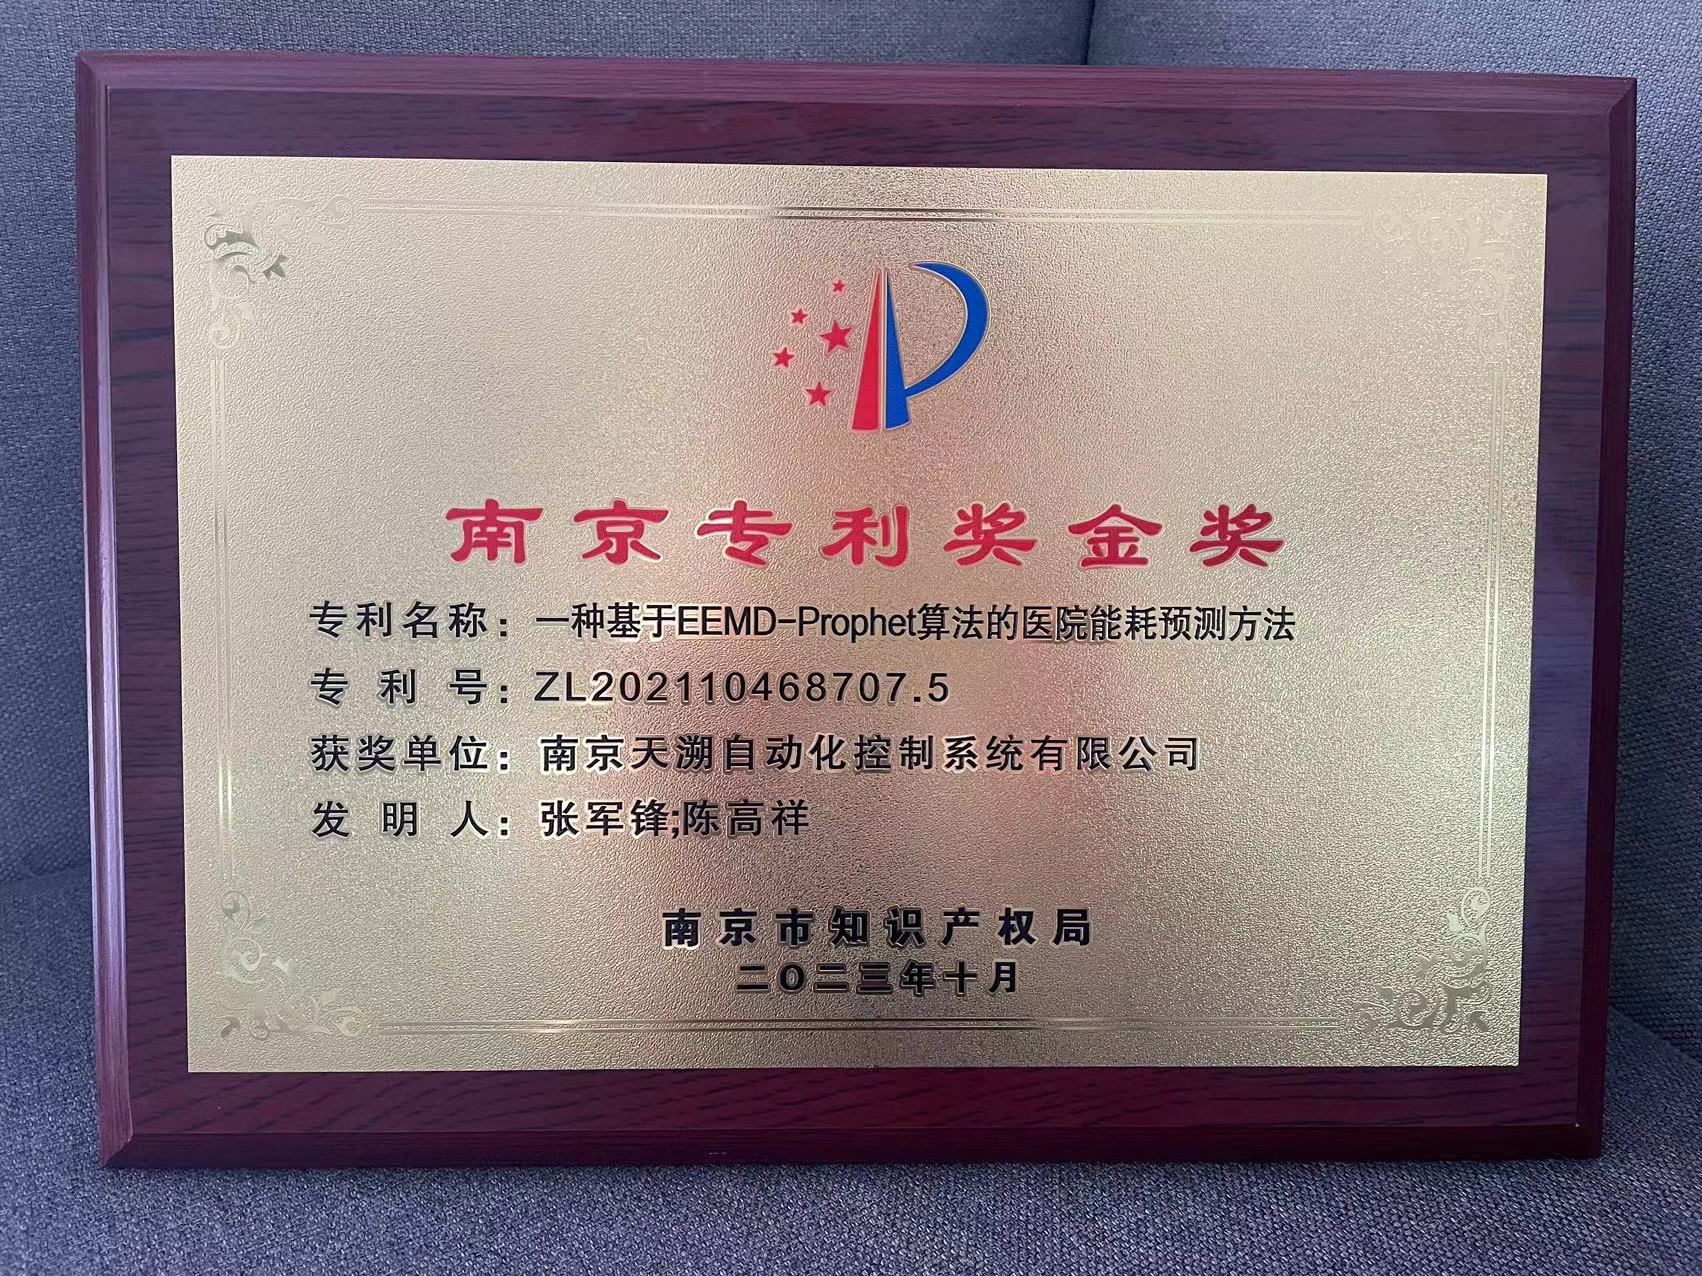 南京专利奖金奖
专利名称：一种基于EEMD-Prophet算法的医院能耗预测方法
专利号：ZL202110468707.5
获奖单位：南京天溯自动化控制系统有限公司
发明人：张军锋;陈高祥
南京市知识产权局
二〇二三年十月